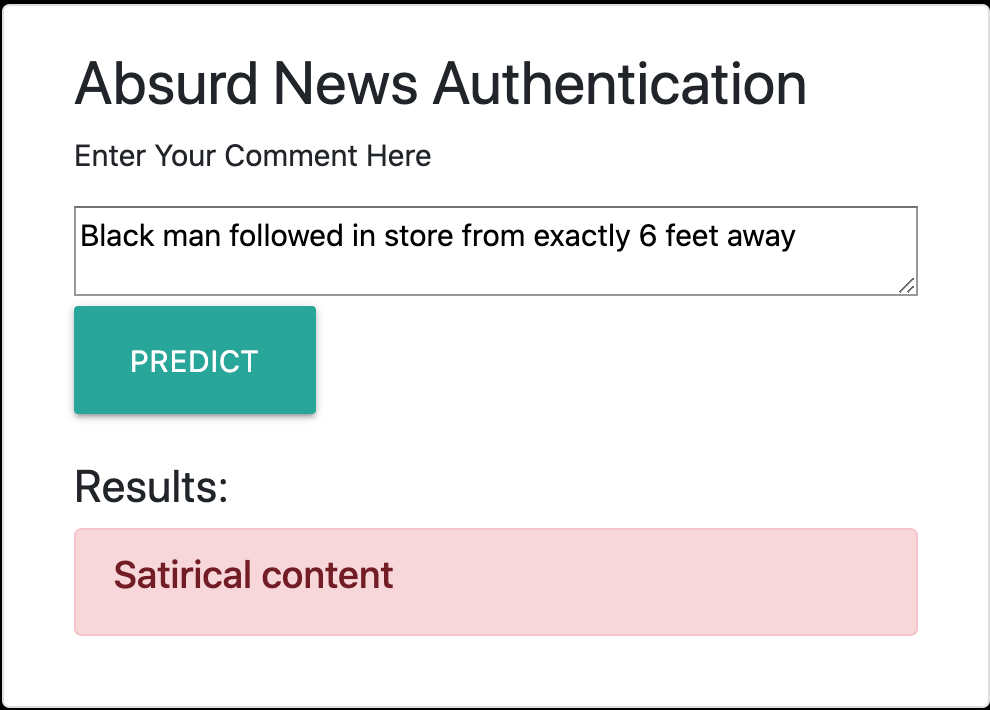 Absurd News Authentication
Enter Your Comment Here
Black man followed in store from exactly 6 feet away
PREDICT
Results:
Satirical content